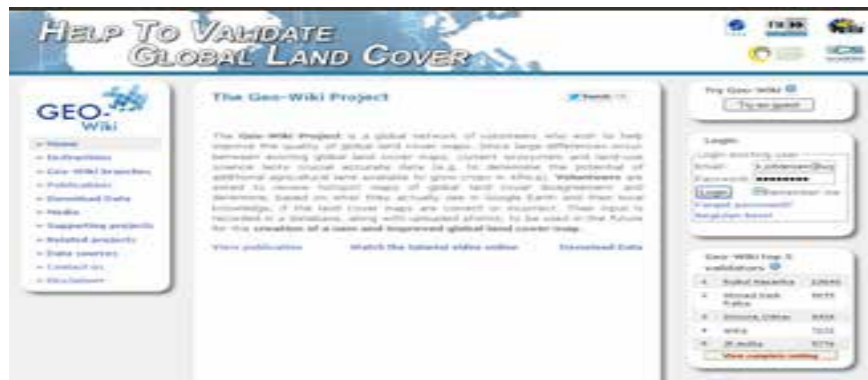 HELP TO VALIDATE
GLOBAL LAND COVER
GEO-
Wiki
Home
Instructions
Geo-Wiki branches
Publications
Download Data
Media
Supporting projects
Related projects
Data sources
Contact us
Disclaimer
The Geo-Wiki Project
Tweet
The Geo-Wiki Project is a global network of volunteers who wish to help
improve the quality of global land cover maps. Since large differences occur
between existing global land cover maps, current ecosystem and land-use
science lacks crucial accurate data (e.g. to determine the potential of
additional agricultural land available to grow crops in Africa). Volunteers are
asked to review hotspot maps of global land cover disagreement and
determine, based on what they actually see in Google Earth and their local
knowledge, if the land cover maps are correct or incorrect. Their input is
recorded in a database, along with uploaded photos, to be used in the future
for the creation of a new and improved global land cover map.
View publication
Watch the tutorial video online
Download Data
Try Geo-Wiki
Try as guest
Login
Login existing user
Email:
Password:
Login
Remember me
Forgot password?
Register here!
Geo-Wiki top 5
validators
View complete ranking